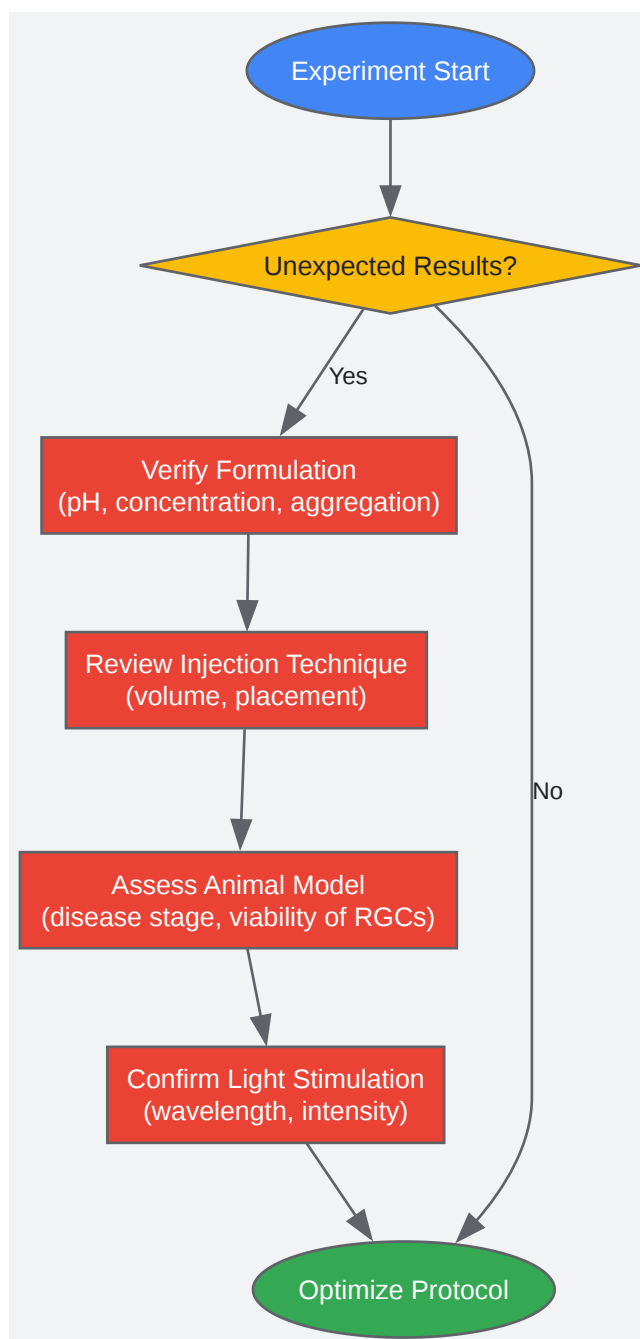 Experiment Start
Unexpected Results?
Yes
Verify Formulation
(pH, concentration, aggregation)
Review Injection Technique
(volume, placement)
No
Assess Animal Model
(disease stage, viability of RGCs)
Confirm Light Stimulation
(wavelength, intensity)
Optimize Protocol